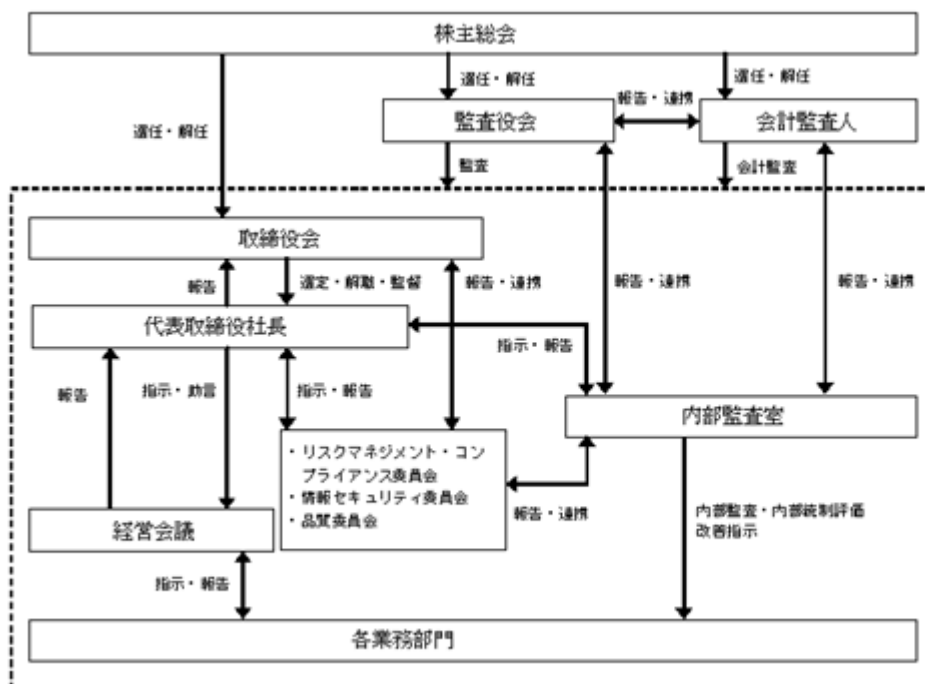 株主総会
選任・解任
選任・解任
選任・解任
報告・連携
監査役会
会計監査人
監査
会計監査
取締役会
報告
選定・解職・監督
報告・連携
報告・連携
報告・連携
代表取締役社長
指示・報告
報告
指示・助言
指示・報告
内部監査室
・リスクマネジメント・コン
プライアンス委員会
・情報セキュリティ委員会
・品質委員会
報告・連携
内部監査・内部統制評価
改善指示
経営会議
指示・報告
各業務部門